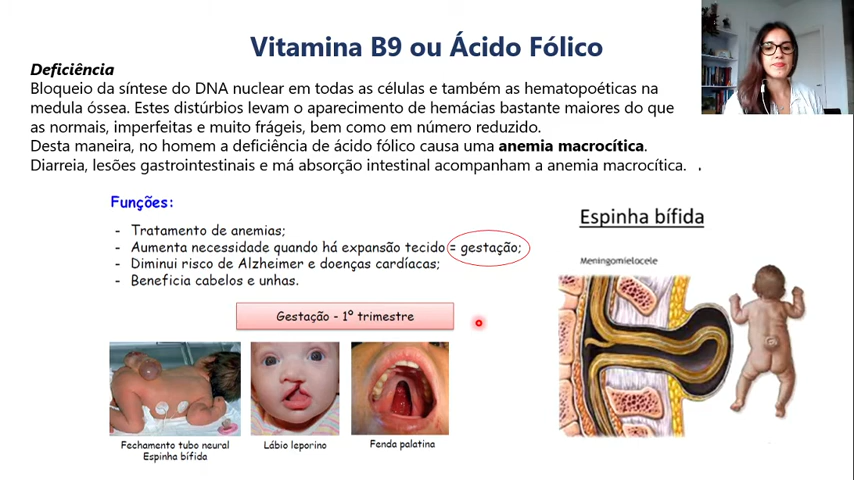 Vitamina B9 ou Ácido Fólico
Deficiência
Bloqueio da síntese do DNA nuclear em todas as células e também as hematopoéticas na
medula óssea. Estes distúrbios levam o aparecimento de hemácias bastante maiores do que
as normais, imperfeitas e muito frágeis, bem como em número reduzido.
Desta maneira, no homem a deficiência de ácido fólico causa uma anemia macrocítica.
Diarreia, lesões gastrointestinais e má absorção intestinal acompanham a anemia macrocítica.
Funções:
- Tratamento de anemias;
- Aumenta necessidade quando há expansão tecido = gestação;
- Diminui risco de Alzheimer e doenças cardíacas;
- Beneficia cabelos e unhas.
Gestação - 1º trimestre
Fechamento tubo neural
Espinha bífida
Lábio leporino
Fenda palatina
Espinha bífida
Meningomielocele